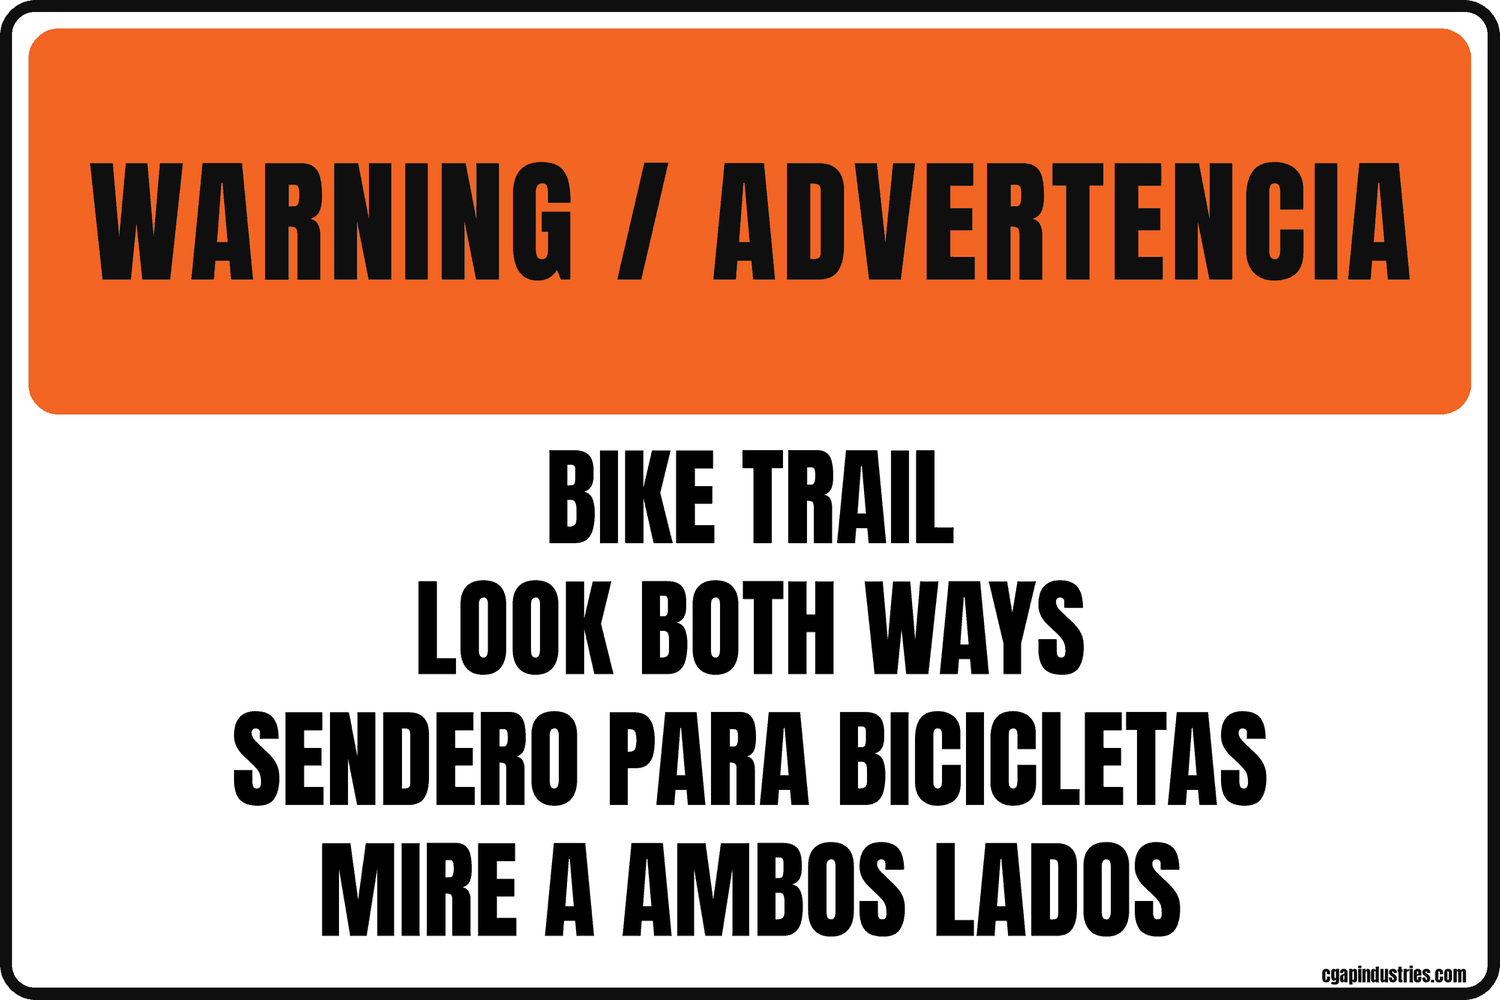 WARNING / ADVERTENCIA
BIKE TRAIL
LOOK BOTH WAYS
SENDERO PARA BICICLETAS
MIRE A AMBOS LADOS
cgapindustries.com